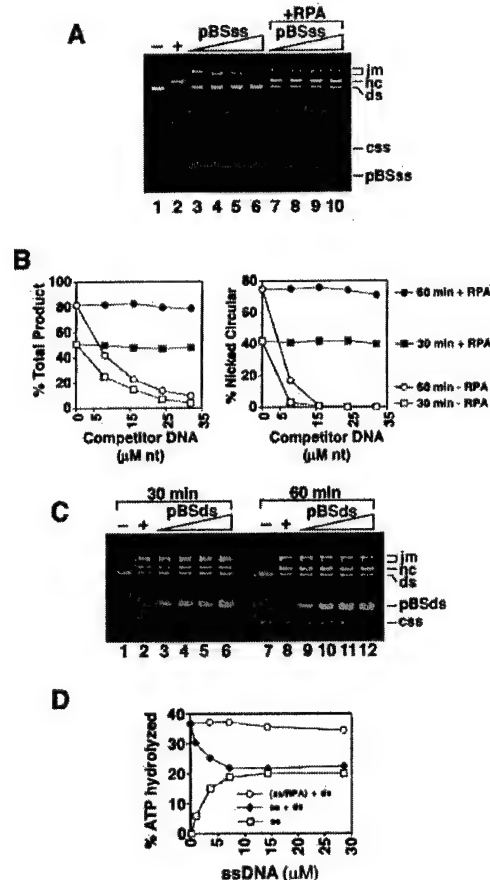 A
+RPA
pBSss
pBSss
– +
jm
nc
ds
css
pBSss
1 2 3 4 5 6 7 8 9 10
B
% Total Product
100
80
60
40
20
0
0 5 15 25 35
Competitor DNA
(µM nt)
% Nicked Circular
80
60
40
20
0
0 5 15 25 35
Competitor DNA
(µM nt)
60 min + RPA
30 min + RPA
60 min - RPA
30 min - RPA
C
30 min
60 min
pBSds
pBSds
– +
– +
jm
nc
ds
pBSds
css
1 2 3 4 5 6 7 8 9 10 11 12
D
% ATP hydrolyzed
40
30
20
10
0
(ss/RPA) + ds
ss + ds
ss
0 5 10 15 20 25 30
ssDNA (µM)